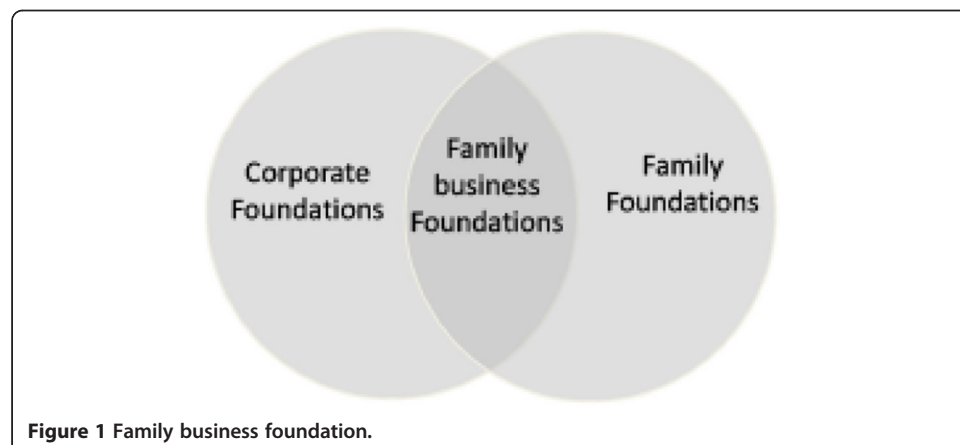 Corporate
Foundations
Family
business
Foundations
Family
Foundations
Figure 1 Family business foundation.